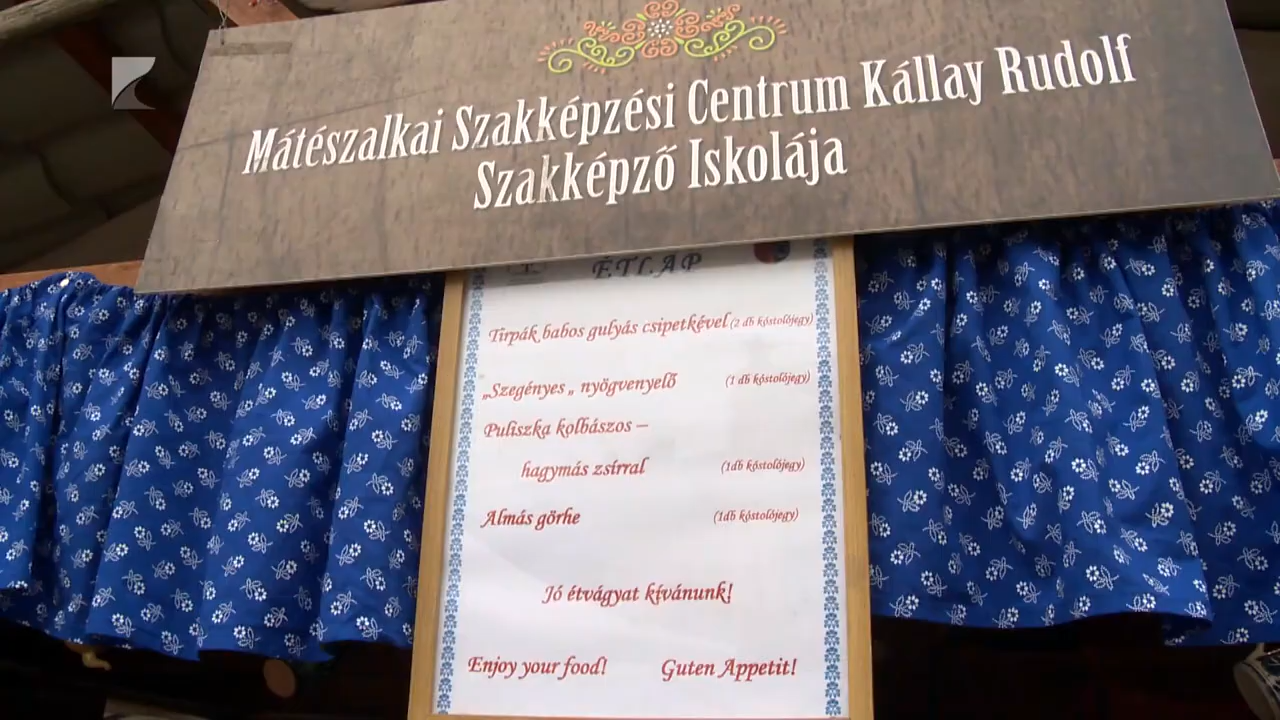 Mátészalkai Szakképzési Centrum Kállay Rudolf
Szakképző Iskolája
ÉTLAP
Tirpák babos gulyás csipetkével (2 db kóstolójegy)
„Szegényes„ nyögvenyelő (1 db kóstolójegy)
Puliszka kolbászos –
hagymás zsírral (1db kóstolójegy)
Almás görhe (1db kóstolójegy)
Jó étvágyat kívánunk!
Enjoy your food! Guten Appetit!